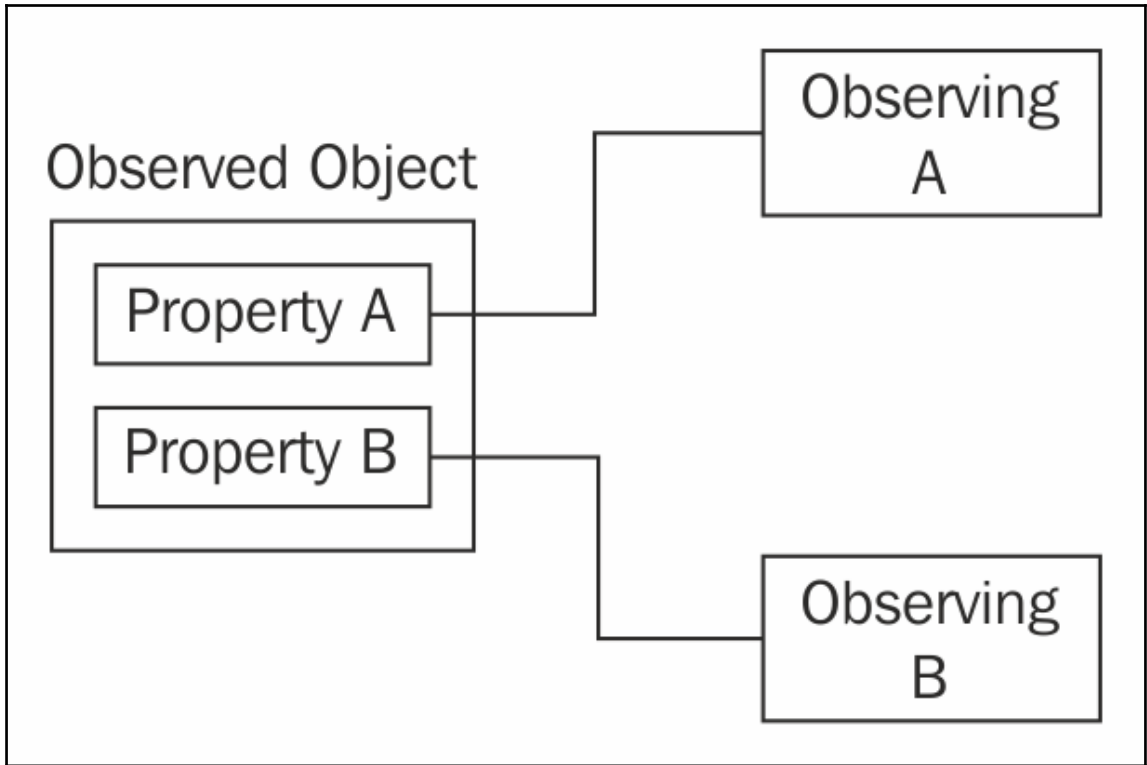 Observed Object
Property A
Property B
Observing
A
Observing
B